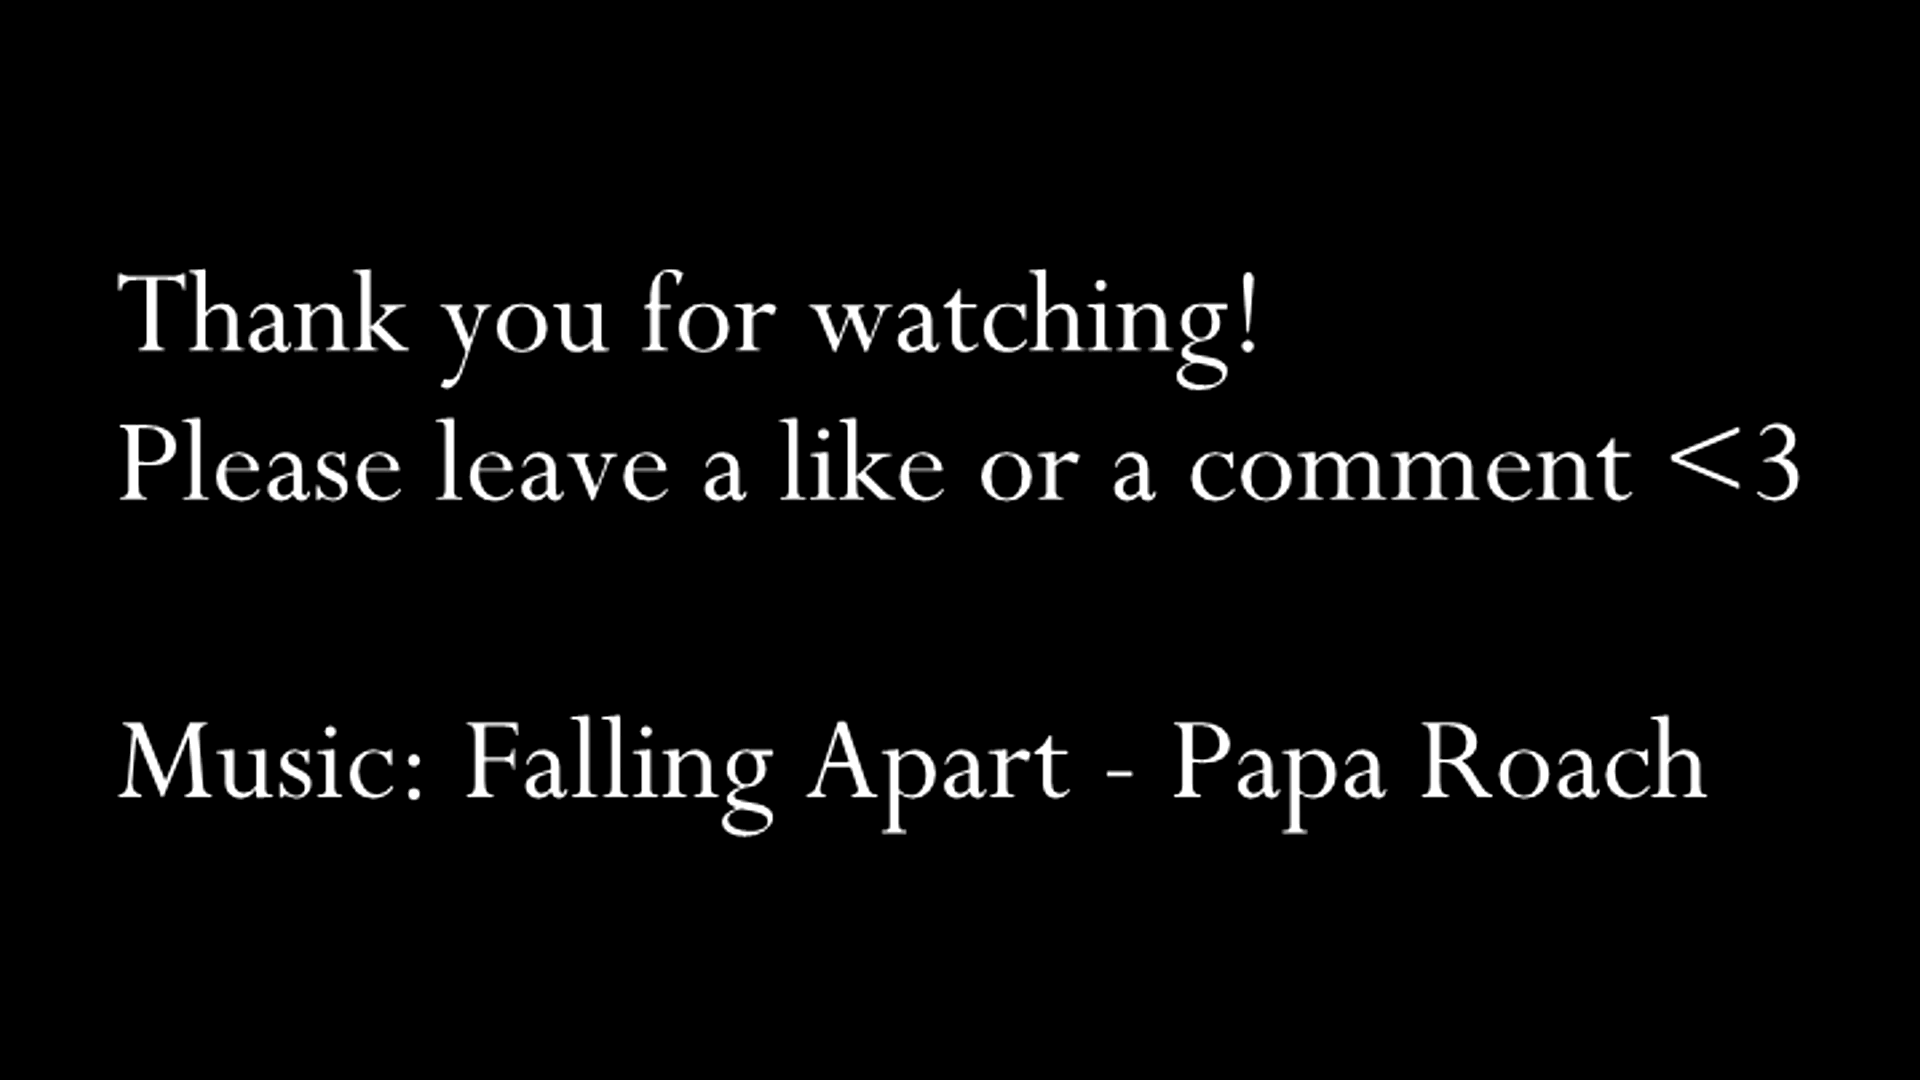 Thank you for watching!
Please leave a like or a comment <3
Music: Falling Apart - Papa Roach